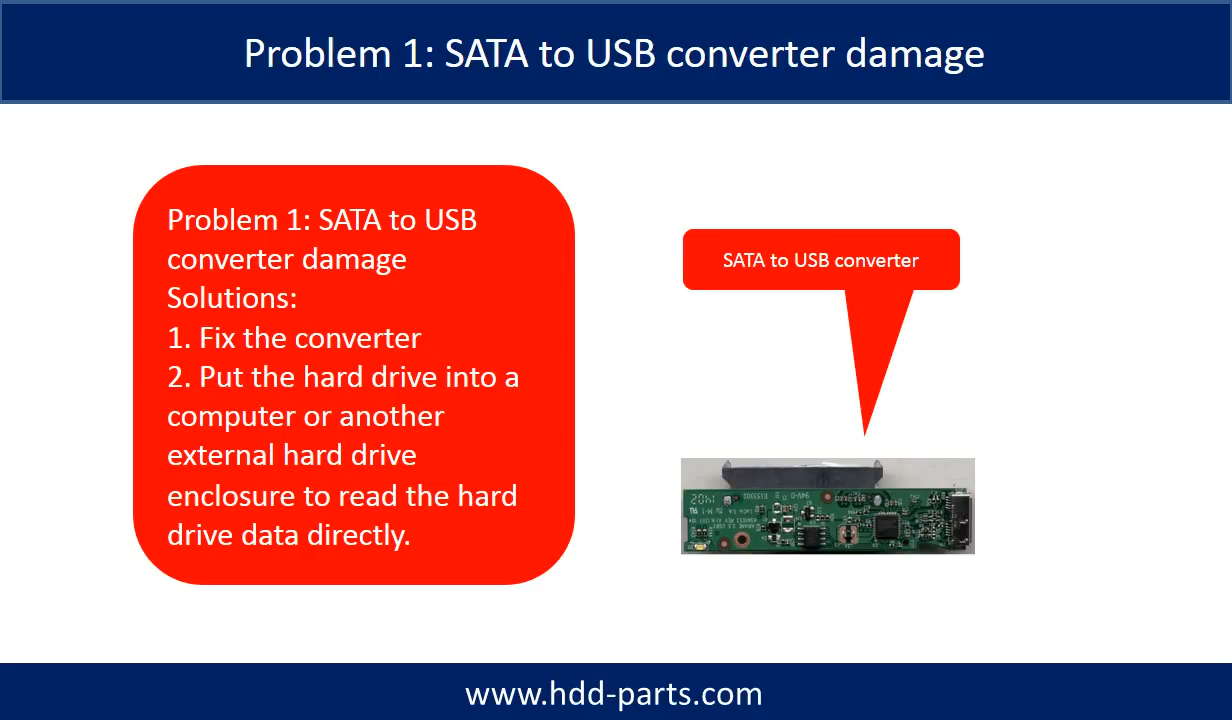 Problem 1: SATA to USB converter damage
Problem 1: SATA to USB
converter damage
Solutions:
1. Fix the converter
2. Put the hard drive into a
computer or another
external hard drive
enclosure to read the hard
drive data directly.
SATA to USB converter
94V-0
www.hdd-parts.com